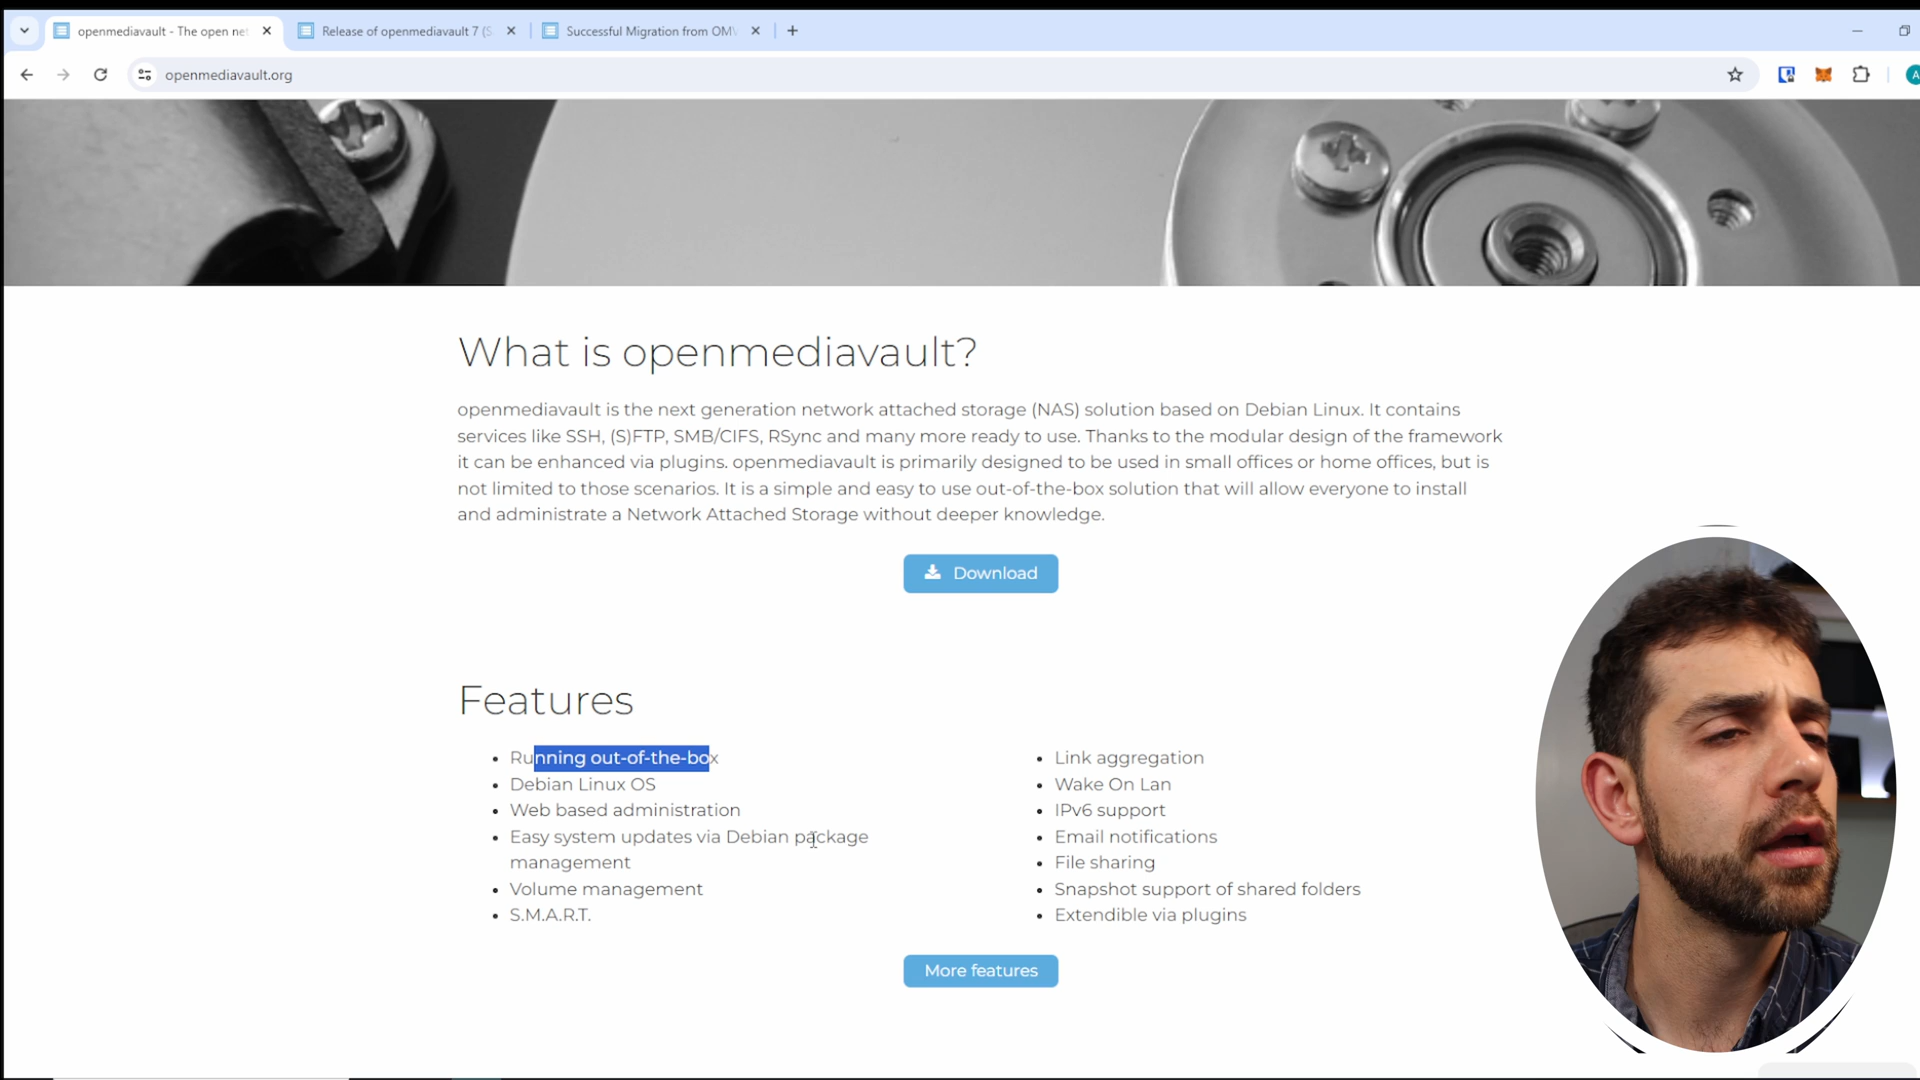 openmediavault - The open ne
Release of openmediavault 7 (S
Successful Migration from OM
openmediavault.org
A
What is openmediavault?
openmediavault is the next generation network attached storage (NAS) solution based on Debian Linux. It contains
services like SSH, (S)FTP, SMB/CIFS, RSync and many more ready to use. Thanks to the modular design of the framework
it can be enhanced via plugins. openmediavault is primarily designed to be used in small offices or home offices, but is
not limited to those scenarios. It is a simple and easy to use out-of-the-box solution that will allow everyone to install
and administrate a Network Attached Storage without deeper knowledge.
Download
Features
Running out-of-the-box
Debian Linux OS
Web based administration
Easy system updates via Debian package
management
Volume management
S.M.A.R.T.
Link aggregation
Wake On Lan
IPv6 support
Email notifications
File sharing
Snapshot support of shared folders
Extendible via plugins
More features